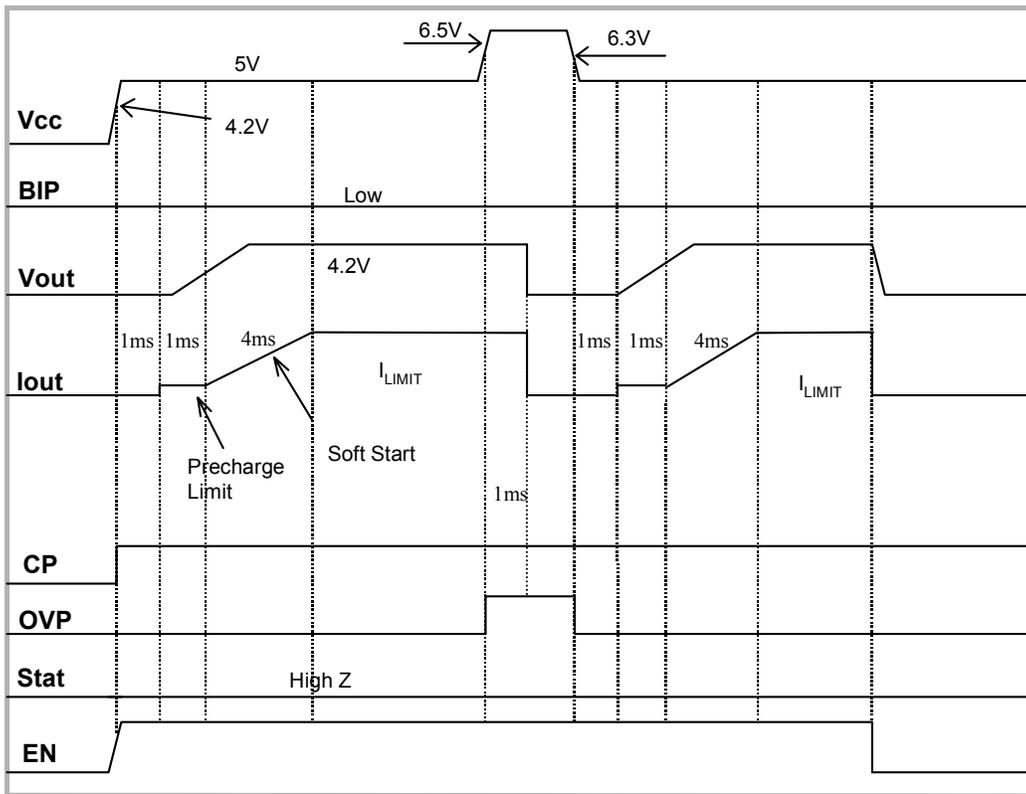 6.5V
6.3V
5V
Vcc
4.2V
BIP
Low
Vout
4.2V
1ms 1ms 4ms
1ms 1ms 4ms
Iout
ILIMIT
ILIMIT
Precharge
Limit
Soft Start
1ms
CP
OVP
Stat
High Z
EN